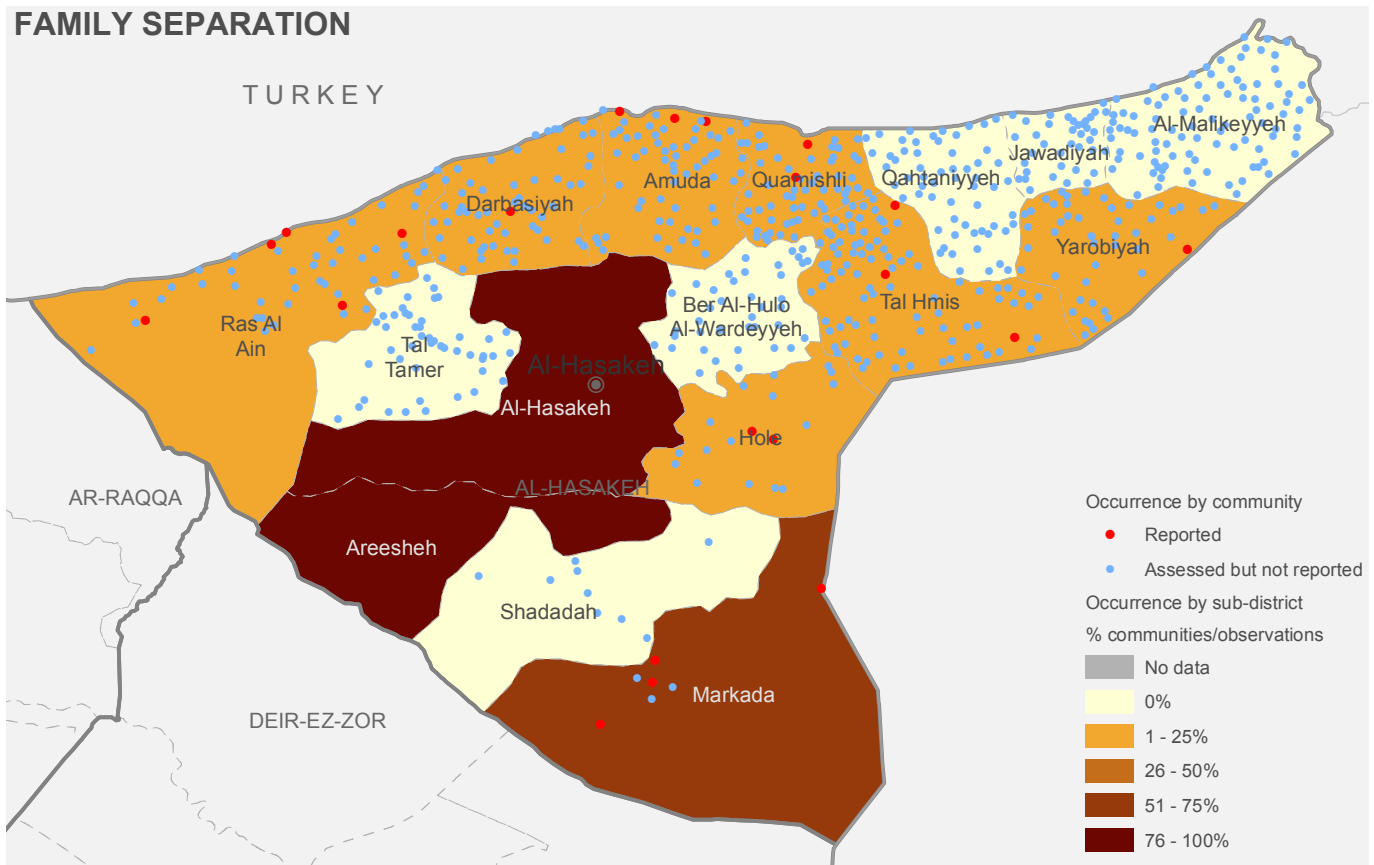 FAMILY SEPARATION
TURKEY
Al-Malikeyyeh
Jawadiyah
Qahtaniyyeh
Quamishli
Amuda
Darbasiyah
Yarobiyah
Tal Hmis
Ber Al-Hulo
Al-Wardeyyeh
Ras Al
Ain
Tal
Tamer
Al-Hasakeh
Al-Hasakeh
Hole
AL-HASAKEH
AR-RAQQA
Areesheh
Shadadah
Markada
DEIR-EZ-ZOR
Occurrence by community
Reported
Assessed but not reported
Occurrence by sub-district
% communities/observations
No data
0%
1 - 25%
26 - 50%
51 - 75%
76 - 100%